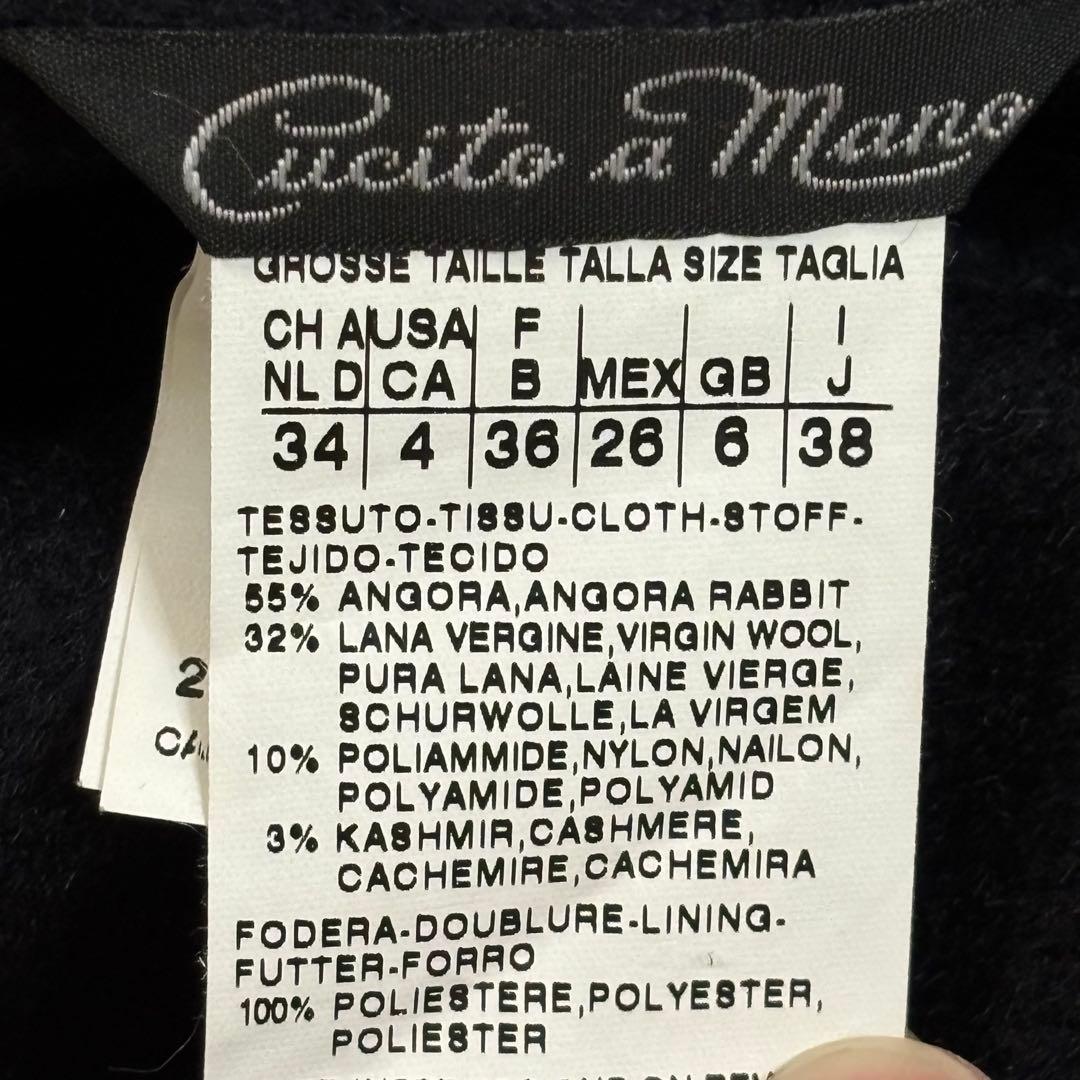 Cucito a Mano
GROSSE TAILLE TALLA SIZE TAGLIA
CH A USA F I
NL D CA B MEX GB J
34 4 36 26 6 38
TESSUTO-TISSU-CLOTH-STOFF-
TEJIDO-TECIDO
55% ANGORA,ANGORA RABBIT
32% LANA VERGINE,VIRGIN WOOL,
PURA LANA,LAINE VIERGE,
SCHURWOLLE,LA VIRGEM
10% POLIAMMIDE,NYLON,NAILON,
POLYAMIDE,POLYAMID
3% KASHMIR,CASHMERE,
CACHEMIRE,CACHEMIRA
FODERA-DOUBLURE-LINING-
FUTTER-FORRO
100% POLIESTERE,POLYESTER,
POLIESTER
2